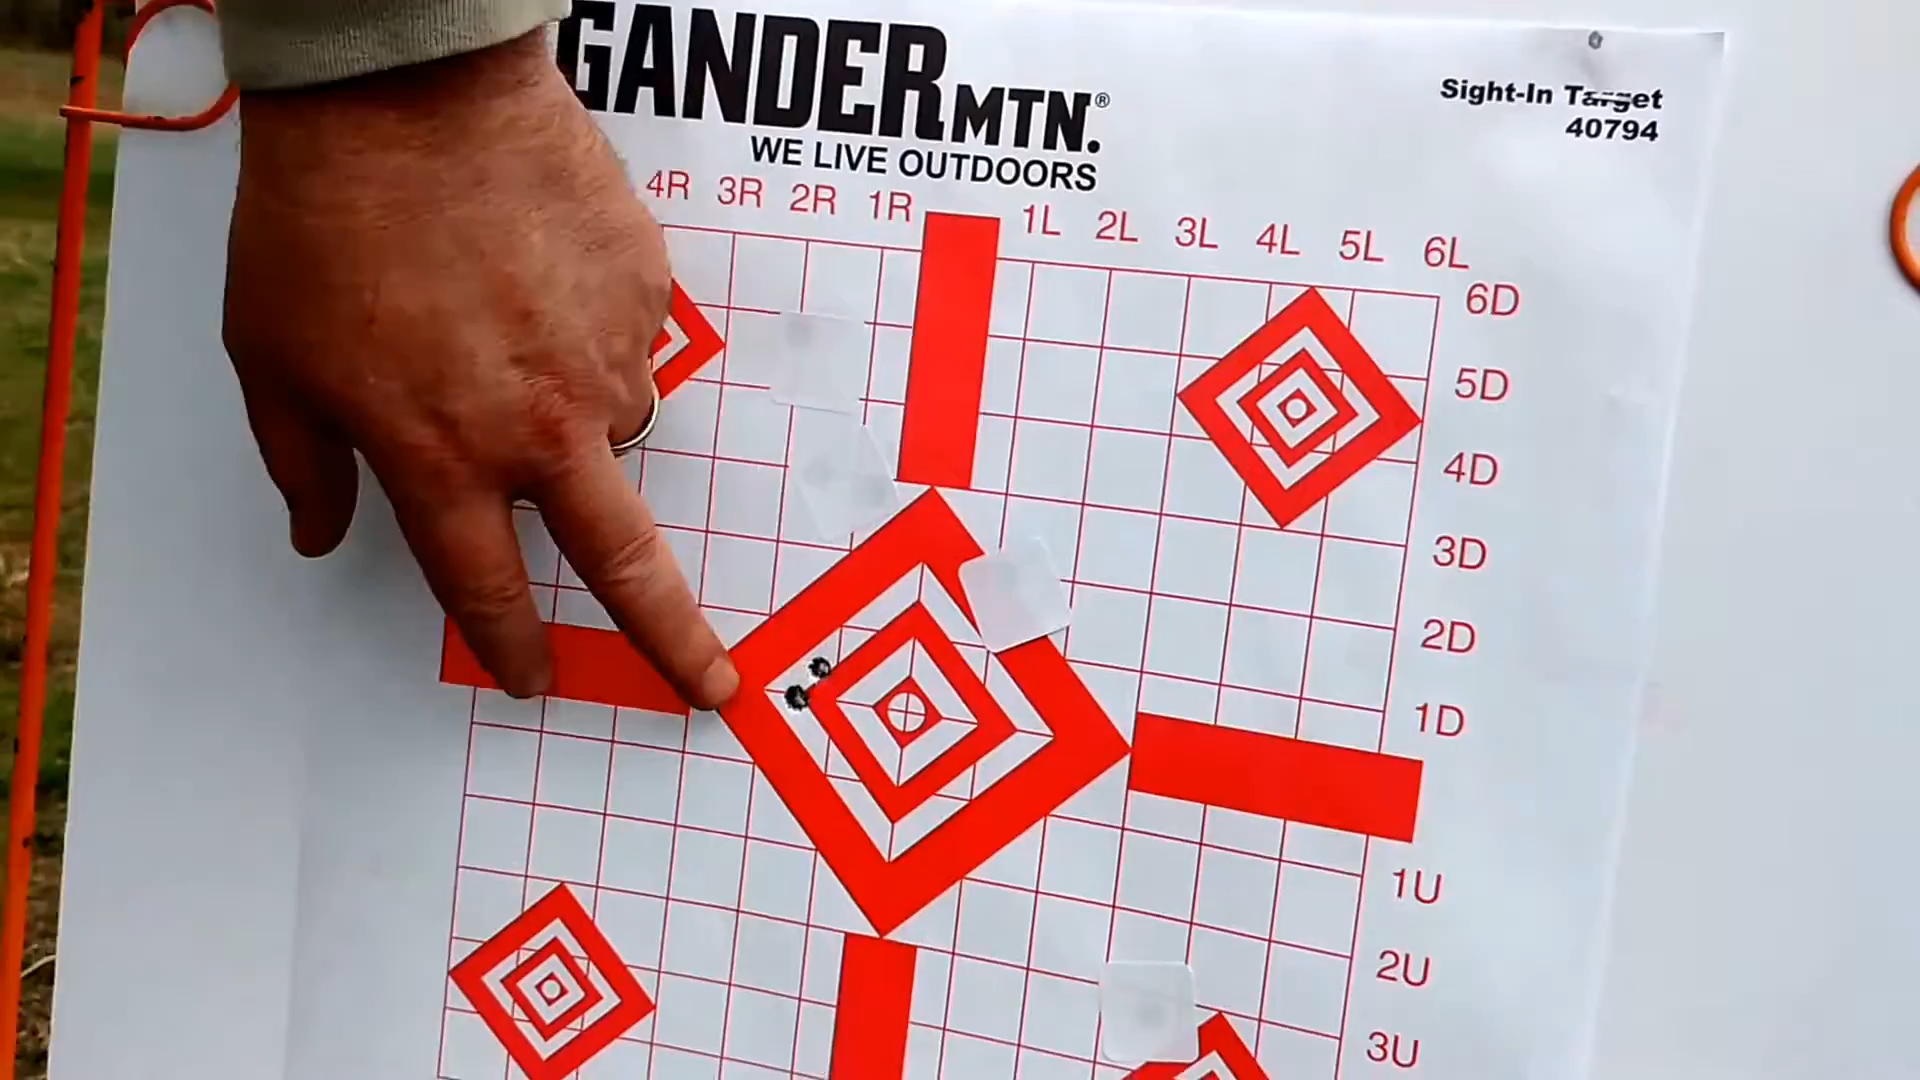 GANDER MTN.®
WE LIVE OUTDOORS
Sight-In Target
40794
4R 3R 2R 1R 1L 2L 3L 4L 5L 6L
6D
5D
4D
3D
2D
1D
1U
2U
3U